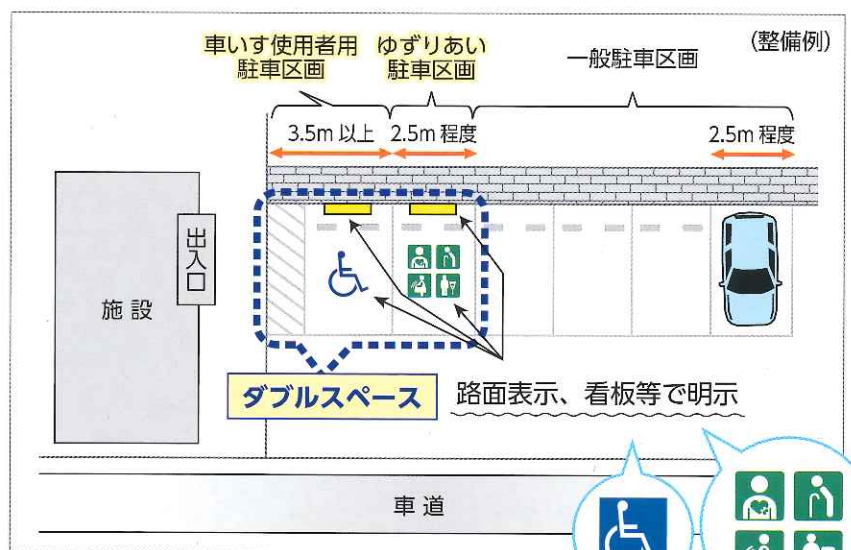 (整備例)
車いす使用者用
駐車区画
ゆずりあい
駐車区画
一般駐車区画
3.5m 以上
2.5m 程度
2.5m 程度
出入口
施設
ダブルスペース
路面表示、看板等で明示
車道